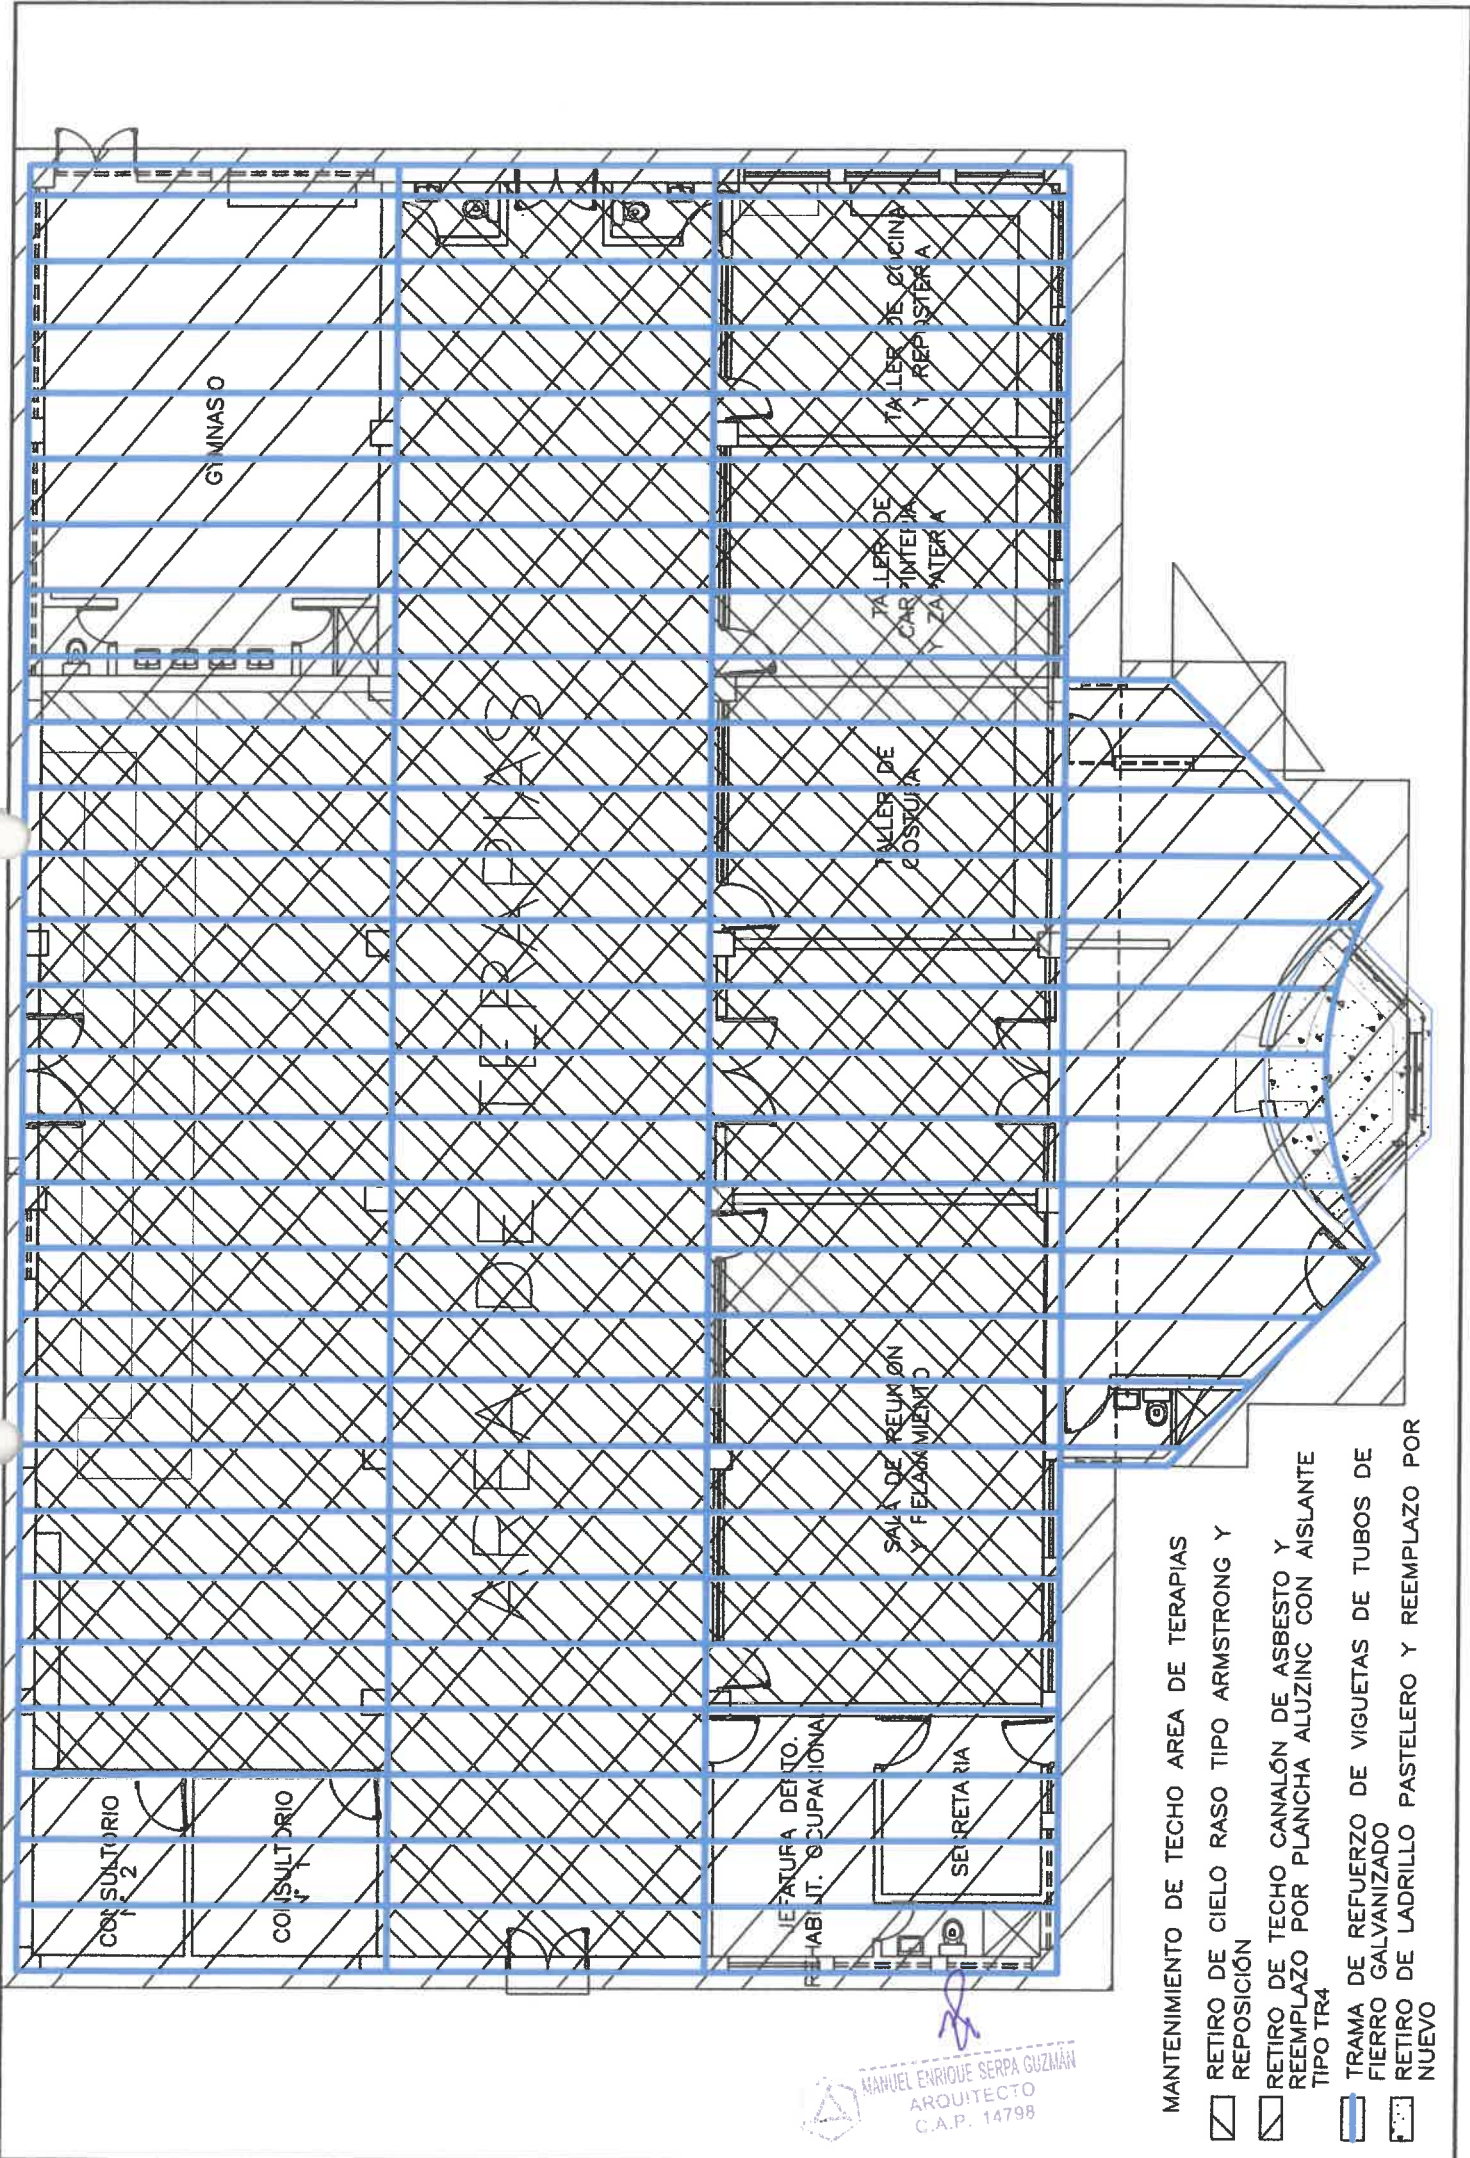 GYMNASO
CONSULTORIO
N° 2
CONSULTORIO
N° 1
AREA DE TERAPIAS
TALLER DE COCINA
Y REPOSTERIA
TALLER DE
CARPINTERIA
Y ZAPATERIA
TALLER DE
COSTURA
SALA DE REUNION
Y RELAJAMIENTO
JEFATURA DEPTO.
REHABILIT. OCUPACIONAL
SECRETARIA
MANTENIMIENTO DE TECHO AREA DE TERAPIAS
RETIRO DE CIELO RASO TIPO ARMSTRONG Y
REPOSICIÓN
RETIRO DE TECHO CANALÓN DE ASBESTO Y
REEMPLAZO POR PLANCHA ALUZINC CON AISLANTE
TIPO TR4
TRAMA DE REFUERZO DE VIGUETAS DE TUBOS DE
FIERRO GALVANIZADO
RETIRO DE LADRILLO PASTELERO Y REEMPLAZO POR
NUEVO
MANUEL ENRIQUE SERPA GUZMÁN
ARQUITECTO
C.A.P. 14798